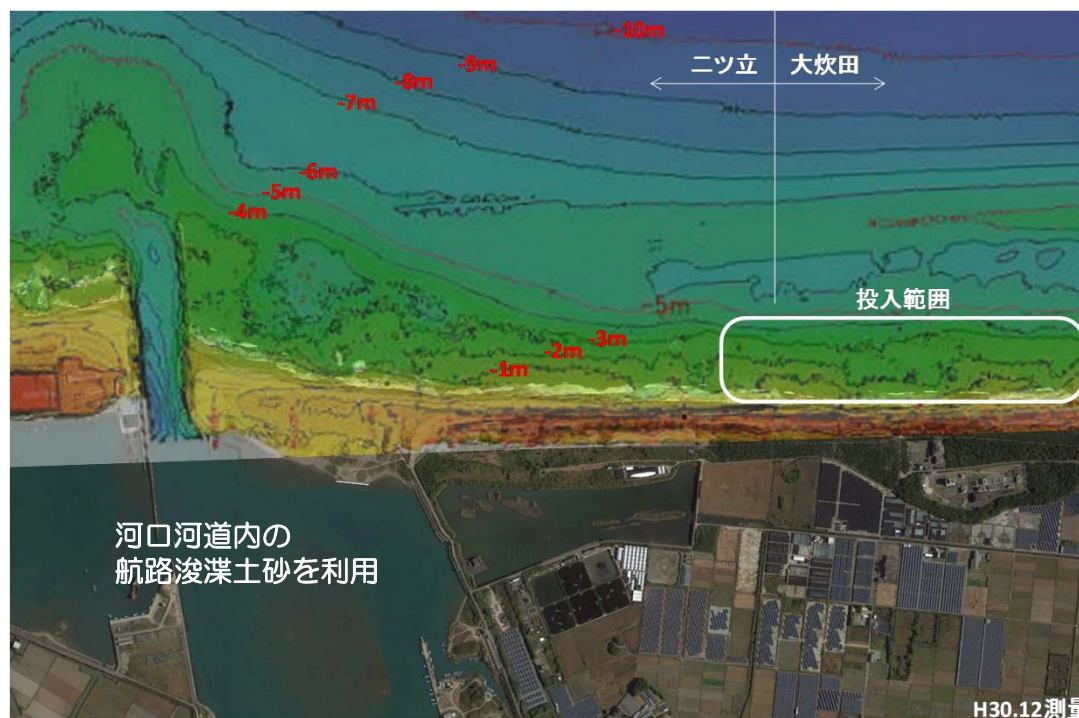 -10m
二ツ立
大炊田
-9m
-8m
-7m
-6m
-5m
-4m
投入範囲
-5m
-3m
-2m
-1m
河口河道内の
航路浚渫土砂を利用
H30.12測量